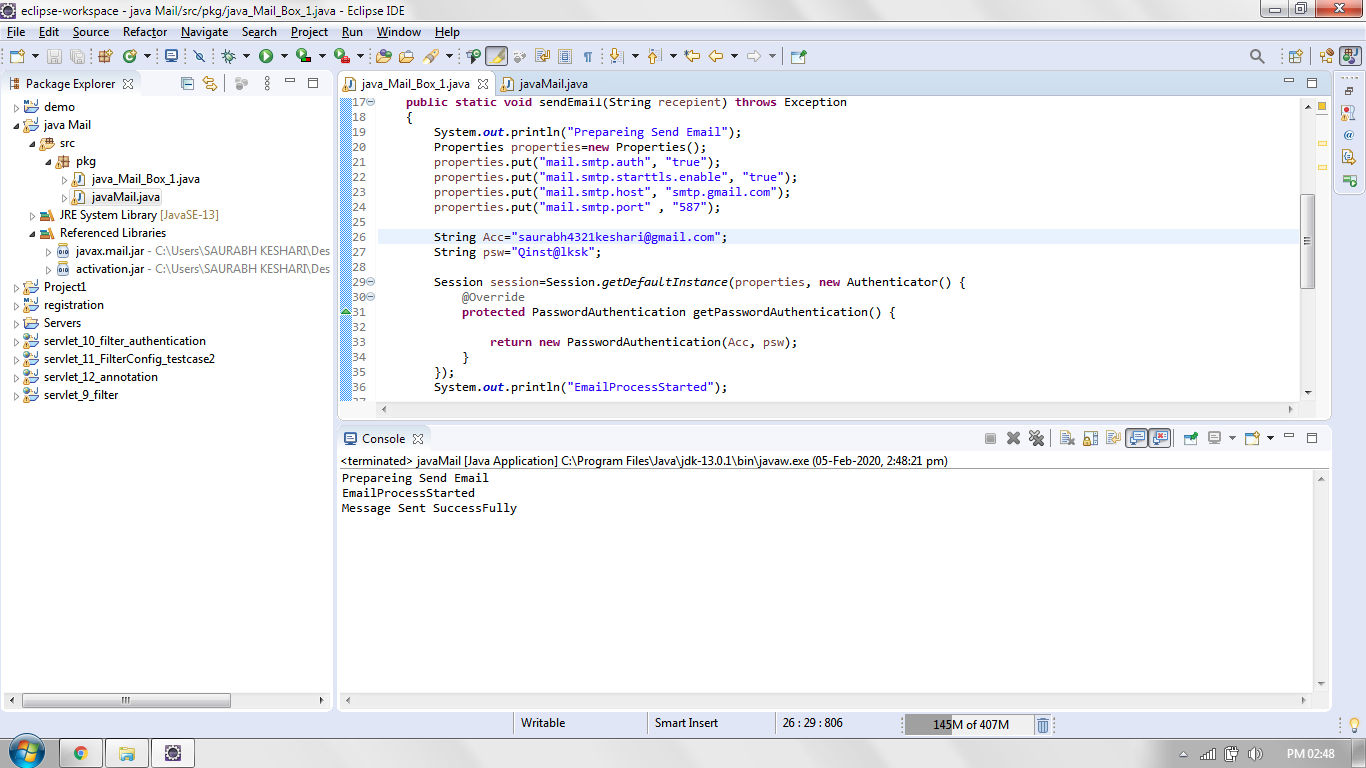 eclipse-workspace - java Mail/src/pkg/java_Mail_Box_1.java - Eclipse IDE
File Edit Source Refactor Navigate Search Project Run Window Help
Package Explorer
demo
java Mail
src
pkg
java_Mail_Box_1.java
javaMail.java
JRE System Library [JavaSE-13]
Referenced Libraries
javax.mail.jar - C:\Users\SAURABH KESHARI\Des
activation.jar - C:\Users\SAURABH KESHARI\Des
Project1
registration
Servers
servlet_10_filter_authentication
servlet_11_FilterConfig_testcase2
servlet_12_annotation
servlet_9_filter
java_Mail_Box_1.java javaMail.java
17 public static void sendEmail(String recepient) throws Exception
18 {
19 System.out.println("Prepareing Send Email");
20 Properties properties=new Properties();
21 properties.put("mail.smtp.auth", "true");
22 properties.put("mail.smtp.starttls.enable", "true");
23 properties.put("mail.smtp.host", "smtp.gmail.com");
24 properties.put("mail.smtp.port" , "587");
25
26 String Acc="saurabh4321keshari@gmail.com";
27 String psw="Qinst@lksk";
28
29 Session session=Session.getDefaultInstance(properties, new Authenticator() {
30 @Override
31 protected PasswordAuthentication getPasswordAuthentication() {
32
33 return new PasswordAuthentication(Acc, psw);
34 }
35 });
36 System.out.println("EmailProcessStarted");
Console
<terminated> javaMail [Java Application] C:\Program Files\Java\jdk-13.0.1\bin\javaw.exe (05-Feb-2020, 2:48:21 pm)
Prepareing Send Email
EmailProcessStarted
Message Sent SuccessFully
Writable Smart Insert 26 : 29 : 806 145M of 407M
PM 02:48